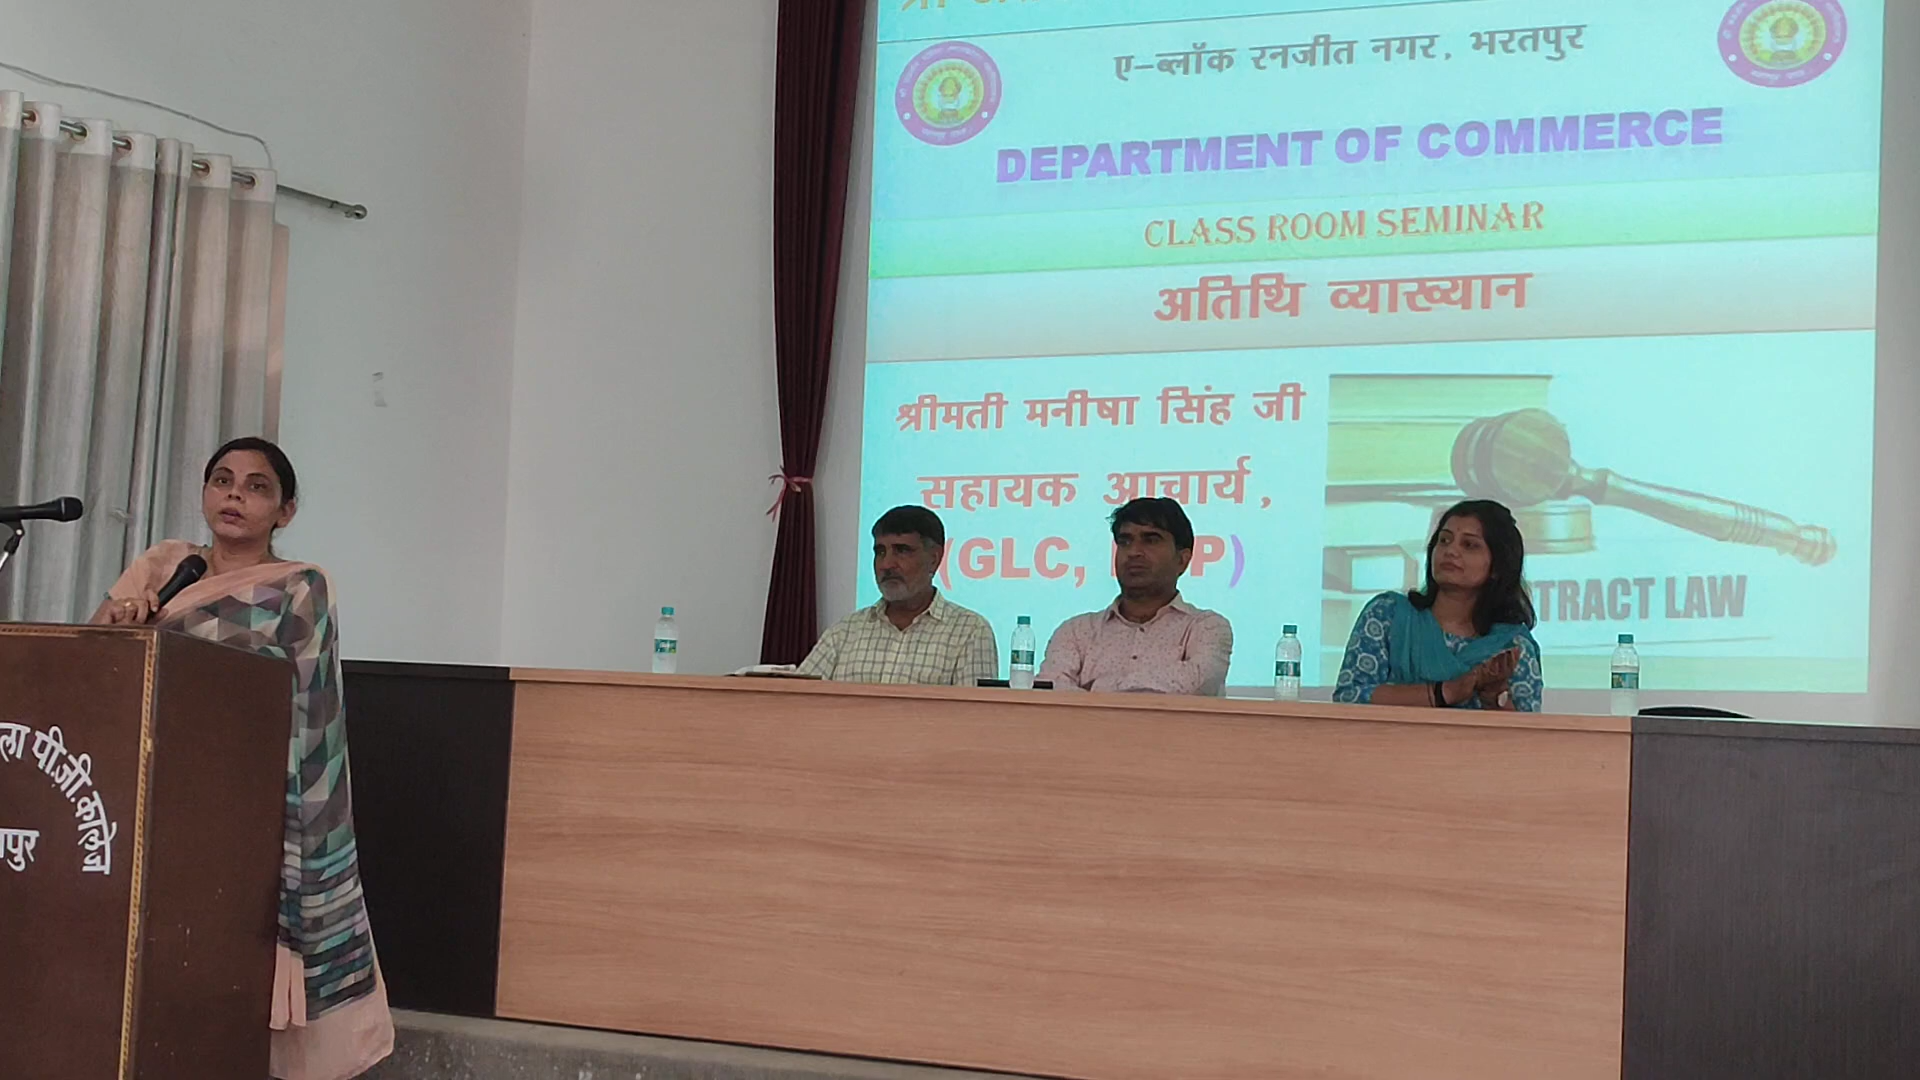 श्री
ए-ब्लॉक रनजीत नगर, भरतपुर
DEPARTMENT OF COMMERCE
CLASS ROOM SEMINAR
अतिथि व्याख्यान
श्रीमती मनीषा सिंह जी
सहायक आचार्य,
(GLC, P)
TRACT LAW
ला पी.जी.कालेज
पुर